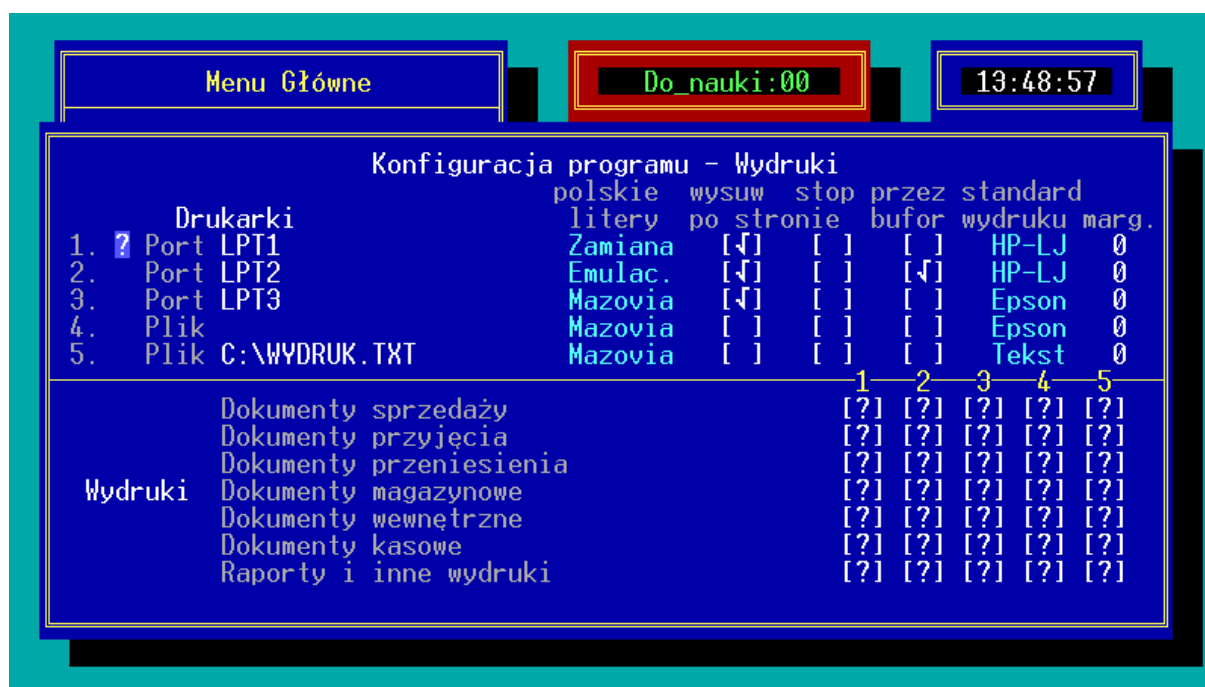 Menu Główne Do_nauki:00 13:48:57
Konfiguracja programu - Wydruki
polskie wysuw stop przez standard
Drukarki litery po stronie bufor wydruku marg.
1. ? Port LPT1 Zamiana [√] [ ] [ ] HP-LJ 0
2. Port LPT2 Emulac. [√] [ ] [√] HP-LJ 0
3. Port LPT3 Mazovia [√] [ ] [ ] Epson 0
4. Plik Mazovia [ ] [ ] [ ] Epson 0
5. Plik C:\WYDRUK.TXT Mazovia [ ] [ ] [ ] Tekst 0
1 2 3 4 5
Dokumenty sprzedaży [?] [?] [?] [?] [?]
Dokumenty przyjęcia [?] [?] [?] [?] [?]
Dokumenty przeniesienia [?] [?] [?] [?] [?]
Wydruki Dokumenty magazynowe [?] [?] [?] [?] [?]
Dokumenty wewnętrzne [?] [?] [?] [?] [?]
Dokumenty kasowe [?] [?] [?] [?] [?]
Raporty i inne wydruki [?] [?] [?] [?] [?]